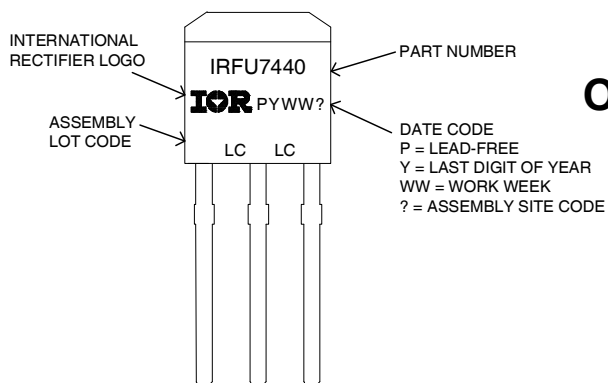 INTERNATIONAL
RECTIFIER LOGO
IRFU7440
PART NUMBER
IOR PYWW?
O
ASSEMBLY
LOT CODE
LC LC
DATE CODE
P = LEAD-FREE
Y = LAST DIGIT OF YEAR
WW = WORK WEEK
? = ASSEMBLY SITE CODE